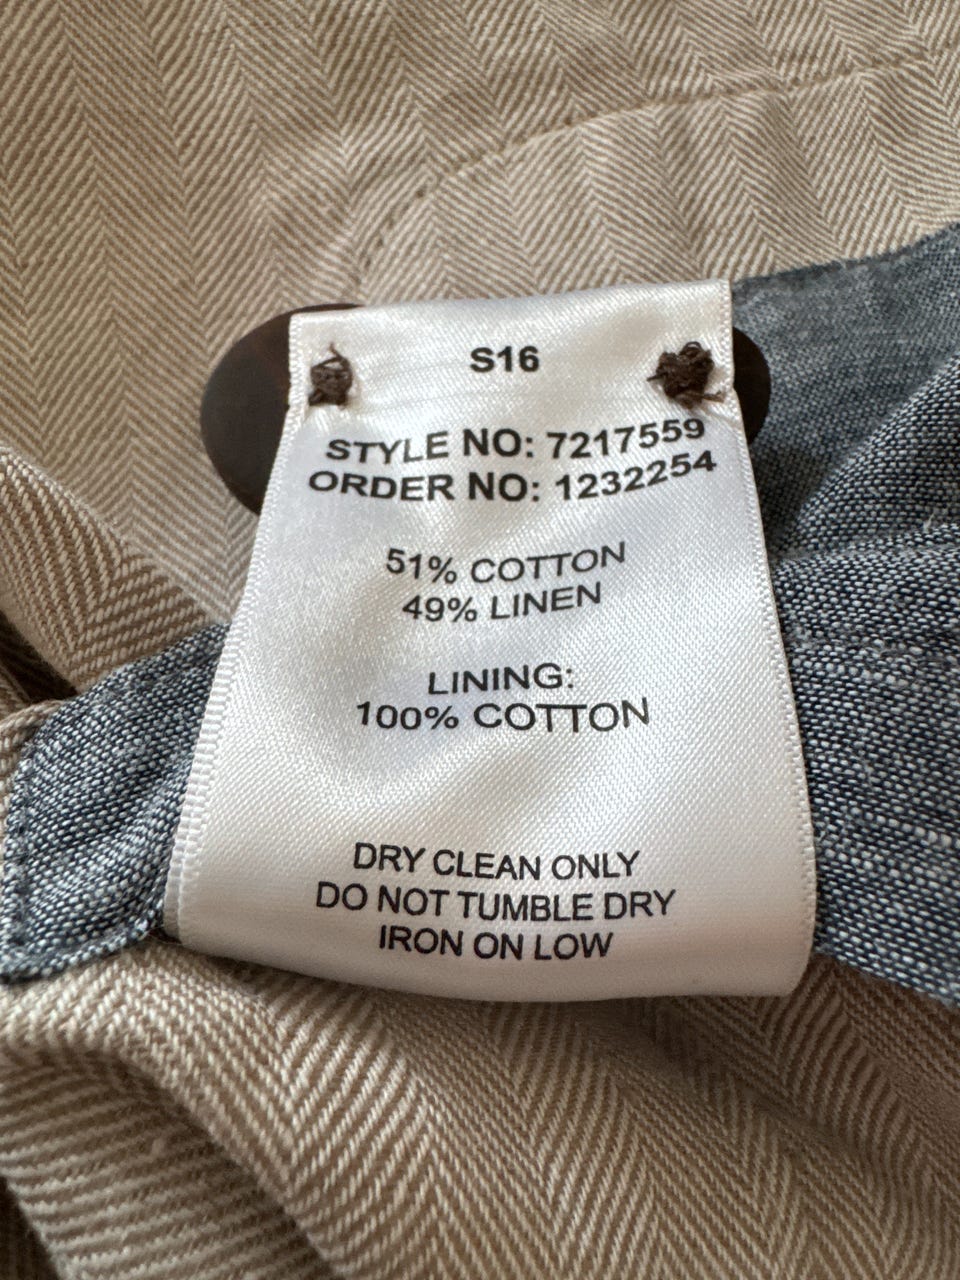 S16
STYLE NO: 7217559
ORDER NO: 1232254
51% COTTON
49% LINEN
LINING:
100% COTTON
DRY CLEAN ONLY
DO NOT TUMBLE DRY
IRON ON LOW